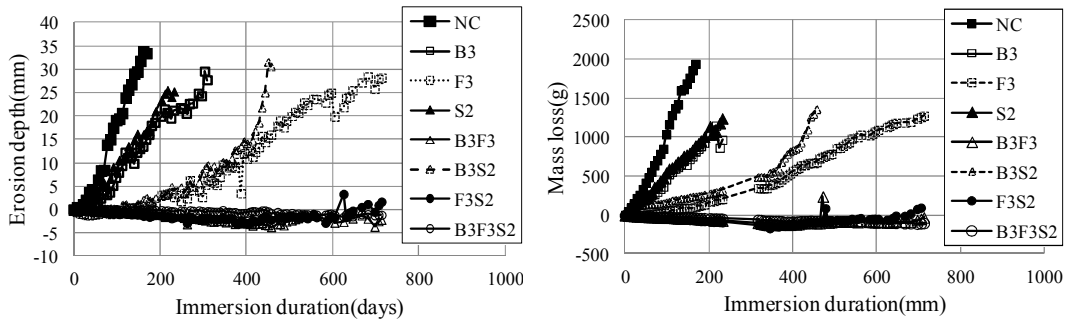 40
35
30
25
20
15
10
5
0
-5
-10
Erosion depth(mm)
0 200 400 600 800 1000
Immersion duration(days)
NC
B3
F3
S2
B3F3
B3S2
F3S2
B3F3S2
2500
2000
1500
1000
500
0
-500
Mass loss(g)
0 200 400 600 800 1000
Immersion duration(mm)
NC
B3
F3
S2
B3F3
B3S2
F3S2
B3F3S2